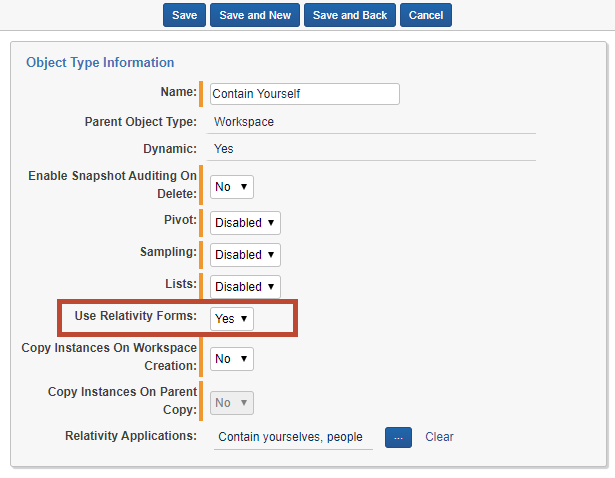 Save Save and New Save and Back Cancel
Object Type Information
Name: Contain Yourself
Parent Object Type: Workspace
Dynamic: Yes
Enable Snapshot Auditing On
Delete: No ▼
Pivot: Disabled ▼
Sampling: Disabled ▼
Lists: Disabled ▼
Use Relativity Forms: Yes ▼
Copy Instances On Workspace
Creation: No ▼
Copy Instances On Parent
Copy: No ▼
Relativity Applications: Contain yourselves, people ... Clear